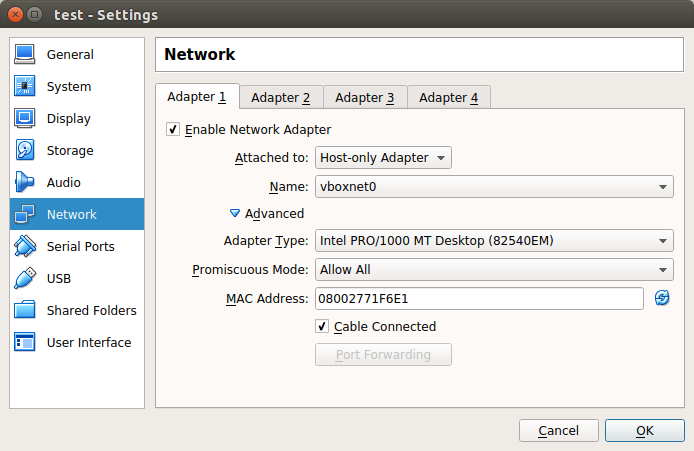 test - Settings
General
System
Display
Storage
Audio
Network
Serial Ports
USB
Shared Folders
User Interface
Network
Adapter 1 Adapter 2 Adapter 3 Adapter 4
Enable Network Adapter
Attached to: Host-only Adapter
Name: vboxnet0
Advanced
Adapter Type: Intel PRO/1000 MT Desktop (82540EM)
Promiscuous Mode: Allow All
MAC Address: 08002771F6E1
Cable Connected
Port Forwarding
Cancel OK